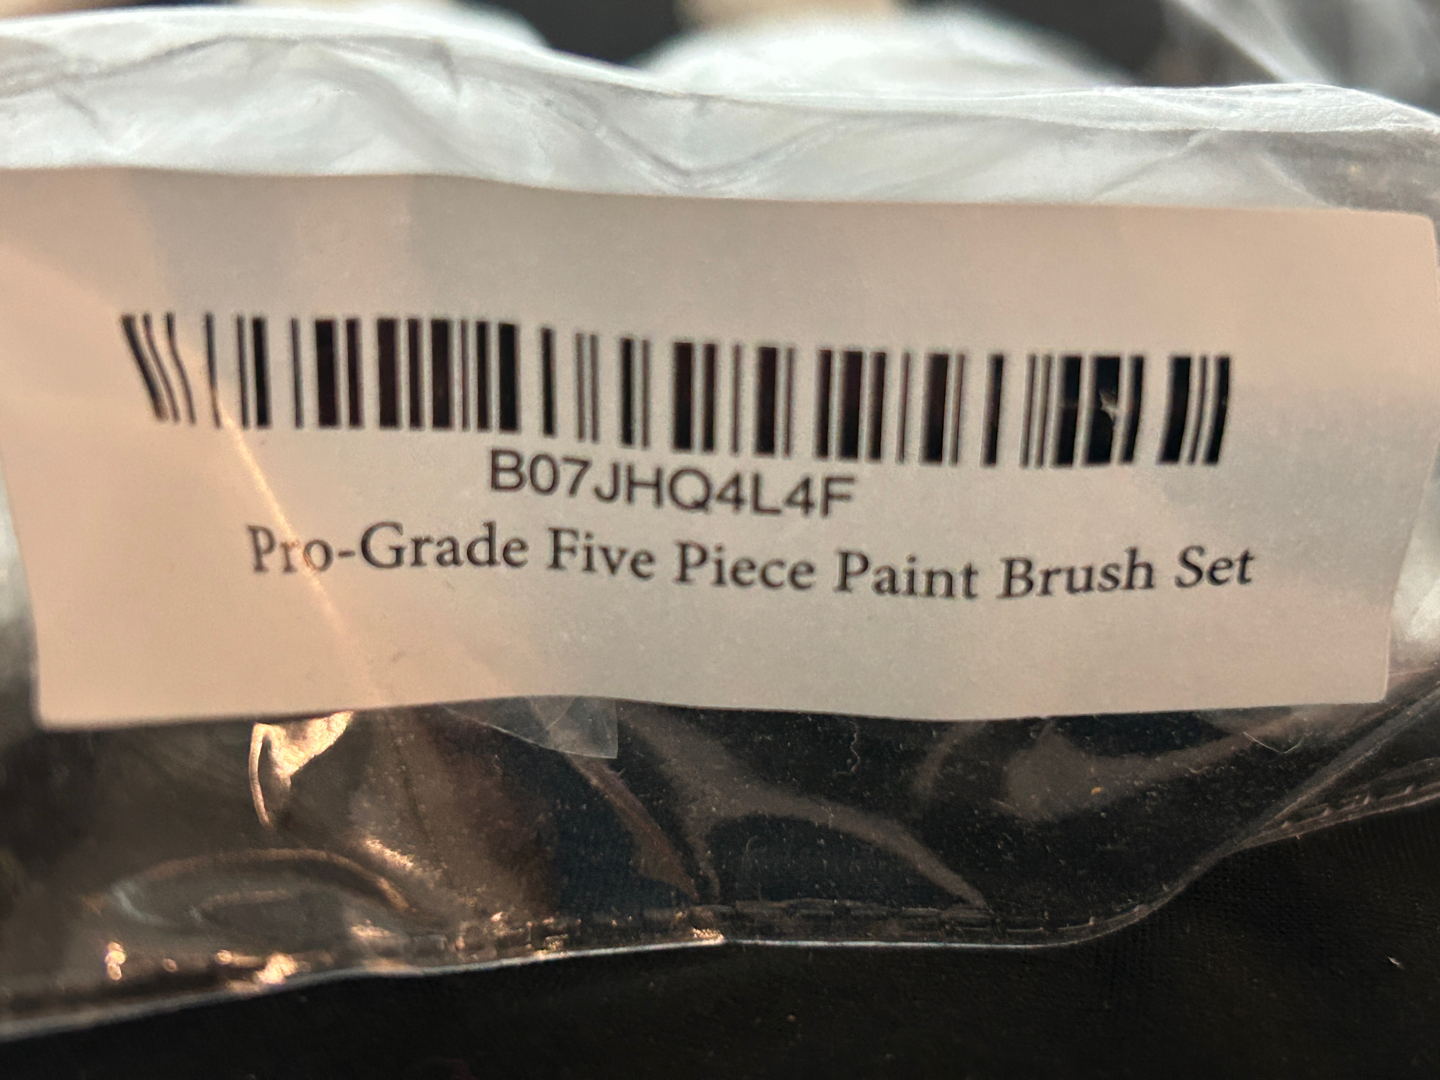 B07JHQ4L4F
Pro-Grade Five Piece Paint Brush Set